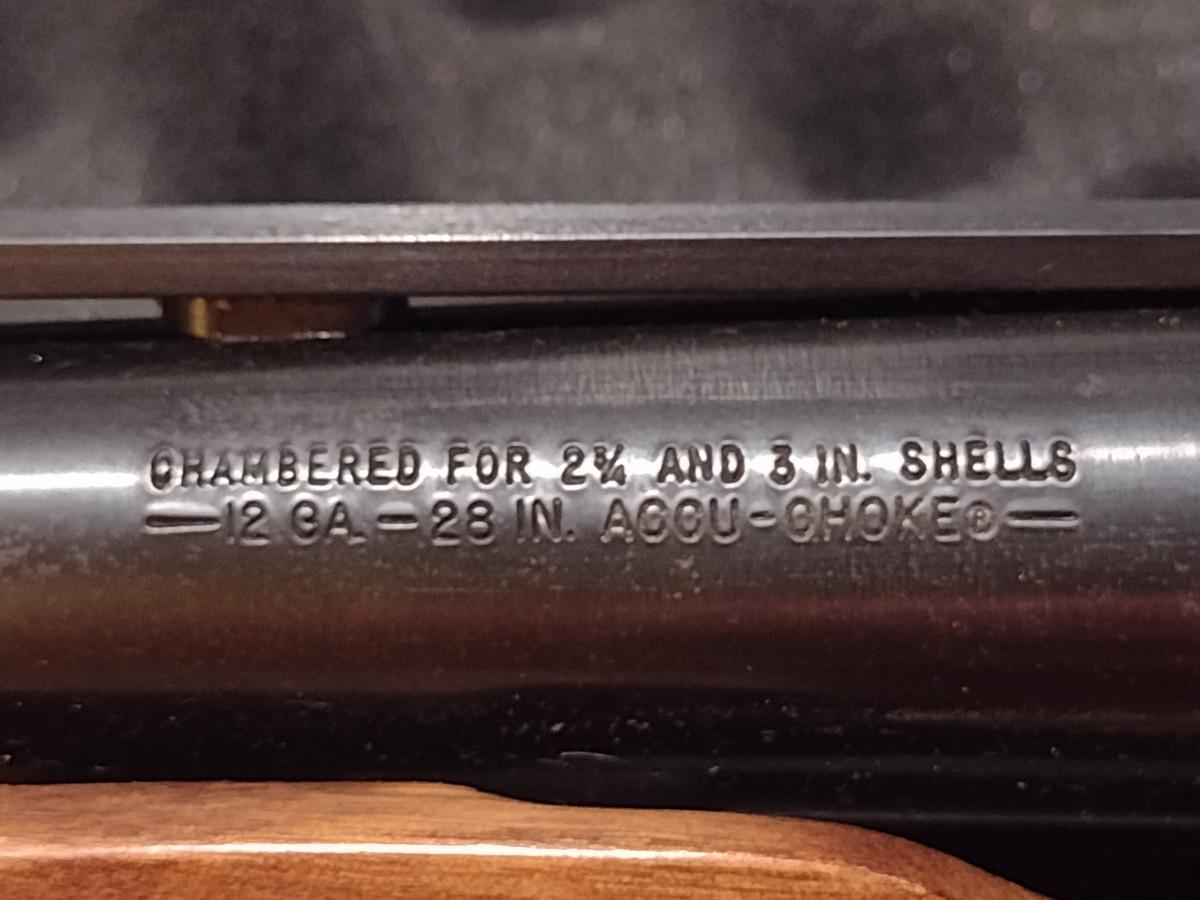 CHAMBERED FOR 2¾ AND 3 IN. SHELLS
—12 GA.—28 IN. ACCU-CHOKE®—